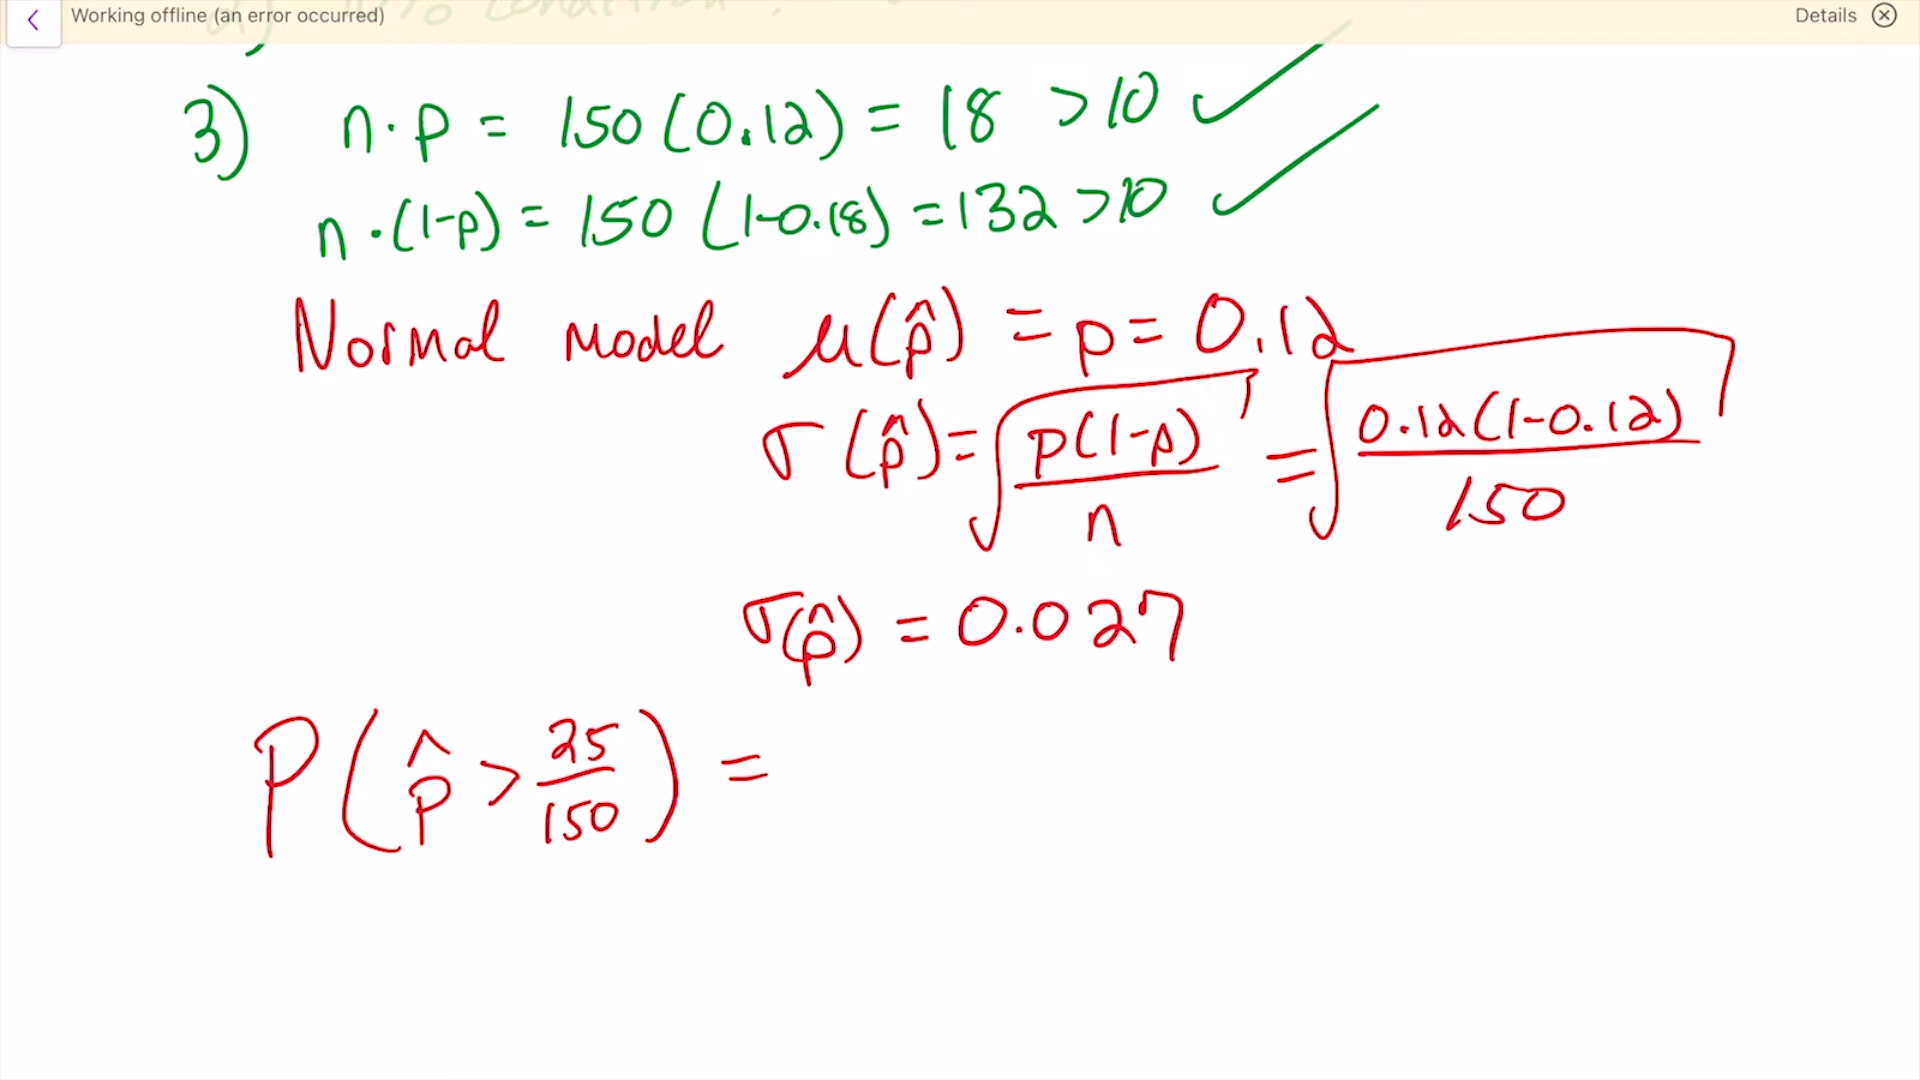 Working offline (an error occurred) Details
3) n·p = 150(0.12) = 18 >10 ✓
n·(1-p) = 150 (1-0.18) = 132 >10 ✓
Normal model μ(p̂) = p = 0.12
σ(p̂) = √(p(1-p)/n) = √(0.12(1-0.12)/150)
σ(p̂) = 0.027
P(p̂ > 25/150) =